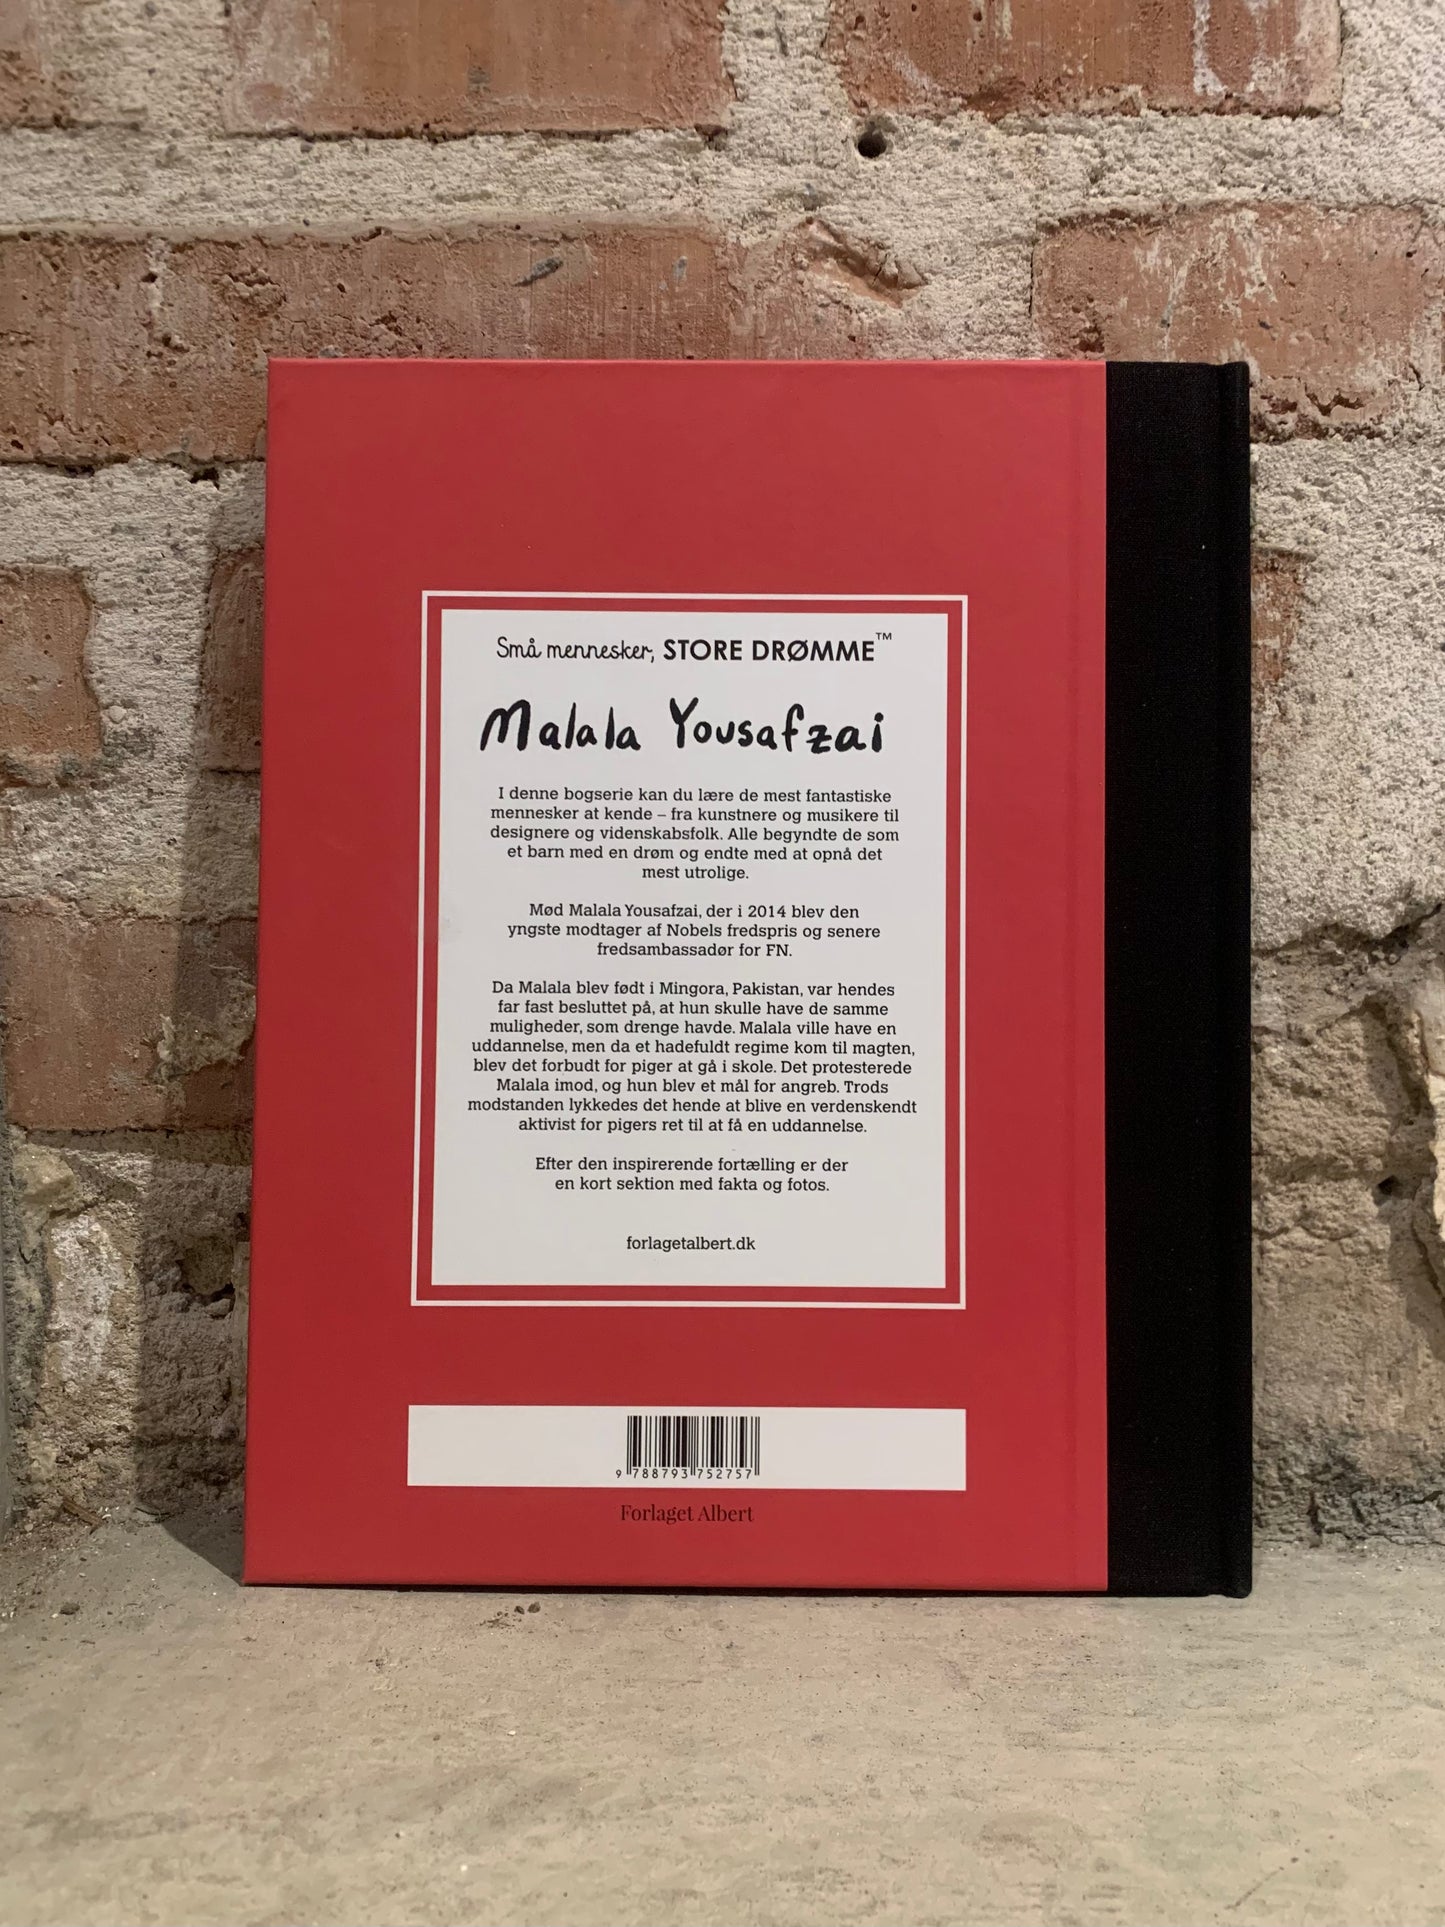 Små mennesker, STORE DRØMME™
Malala Yousafzai
I denne bogserie kan du lære de mest fantastiske
mennesker at kende – fra kunstnere og musikere til
designere og videnskabsfolk. Alle begyndte de som
et barn med en drøm og endte med at opnå det
mest utrolige.
Mød Malala Yousafzai, der i 2014 blev den
yngste modtager af Nobels fredspris og senere
fredsambassadør for FN.
Da Malala blev født i Mingora, Pakistan, var hendes
far fast besluttet på, at hun skulle have de samme
muligheder, som drenge havde. Malala ville have en
uddannelse, men da et hadefuldt regime kom til magten,
blev det forbudt for piger at gå i skole. Det protesterede
Malala imod, og hun blev et mål for angreb. Trods
modstanden lykkedes det hende at blive en verdenskendt
aktivist for pigers ret til at få en uddannelse.
Efter den inspirerende fortælling er der
en kort sektion med fakta og fotos.
forlagetalbert.dk
9 788793 752757
Forlaget Albert